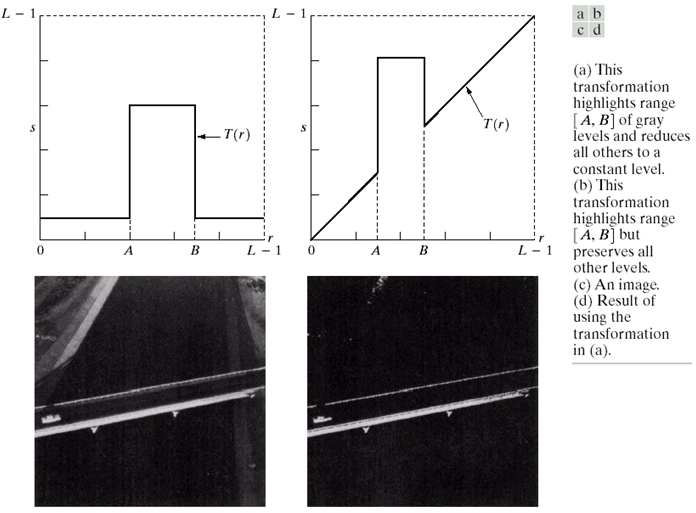 L − 1
s
T(r)
0
A
B
L − 1
r
L − 1
s
T(r)
0
A
B
L − 1
r
a b
c d
(a) This
transformation
highlights range
[A, B] of gray
levels and reduces
all others to a
constant level.
(b) This
transformation
highlights range
[A, B] but
preserves all
other levels.
(c) An image.
(d) Result of
using the
transformation
in (a).